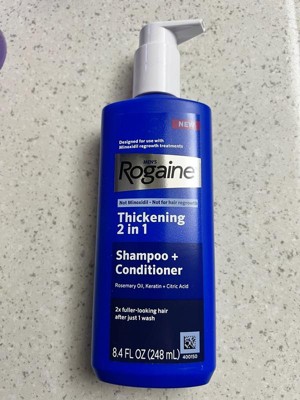 NEW
Designed for use with
Minoxidil regrowth treatments
MEN'S
Rogaine
Not Minoxidil - Not for hair regrowth
Thickening
2 in 1
Shampoo +
Conditioner
Rosemary Oil, Keratin + Citric Acid
2x fuller-looking hair
after just 1 wash
8.4 FL OZ (248 mL)
400150